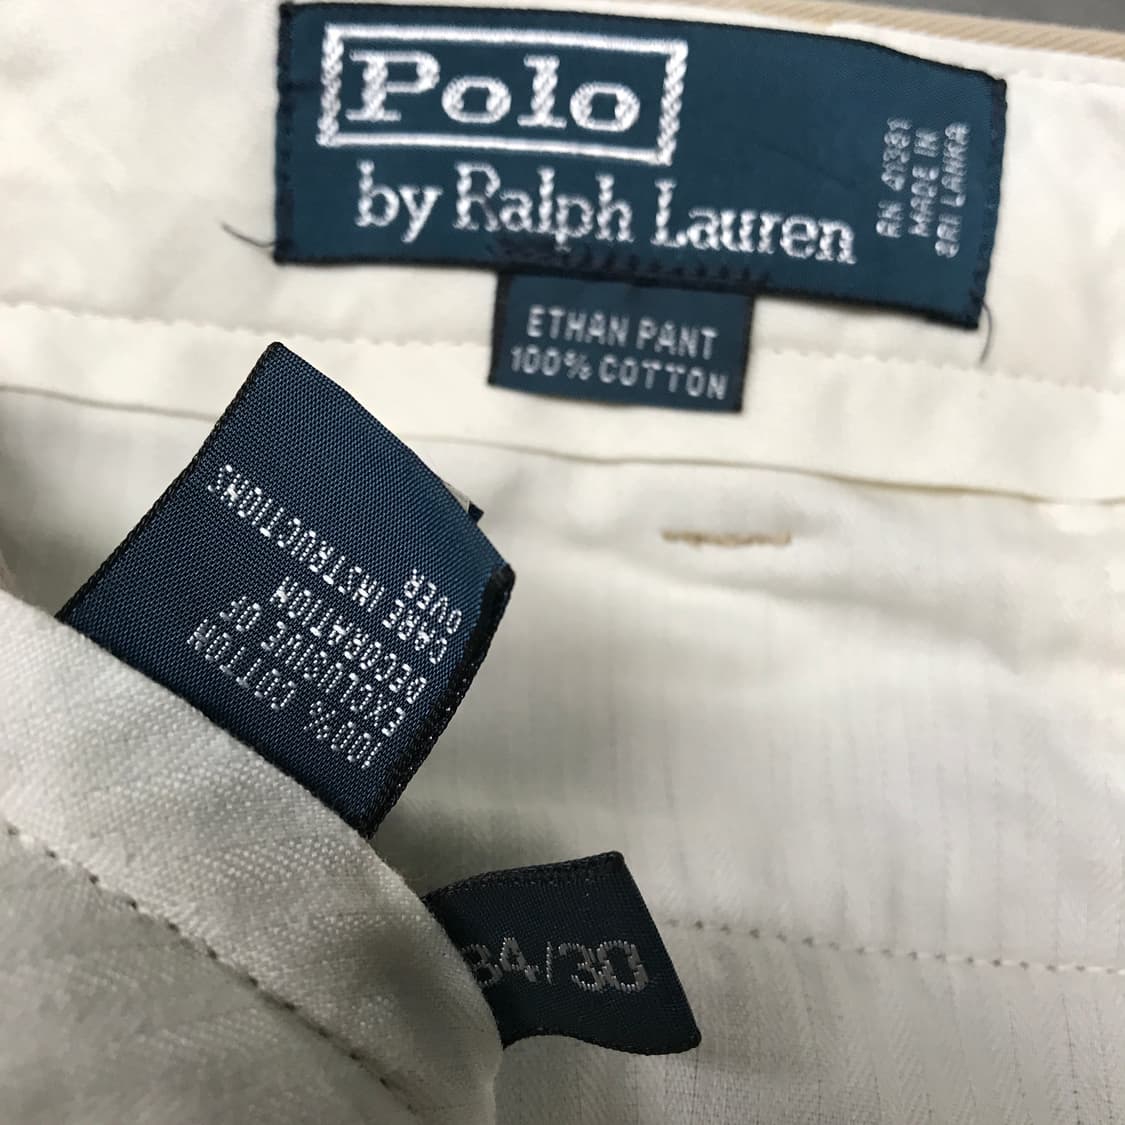 Polo
by Ralph Lauren
RN 41381
MADE IN
SRI LANKA
ETHAN PANT
100% COTTON
100% COTTON
EXCLUSIVE OF
DECORATION
CARE INSTRUCTIONS
OVER
34/30